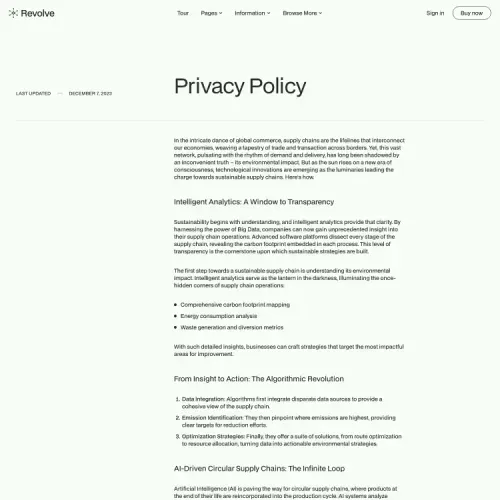 Revolve
Tour Pages Information Browse More Sign in Buy now
Privacy Policy
LAST UPDATED -- DECEMBER 7, 2023
In the intricate dance of global commerce, supply chains are the lifelines that interconnect
our economies, weaving a tapestry of trade and transaction across borders. Yet, this vast
network, pulsating with the rhythm of demand and delivery, has long been shadowed by
an inconvenient truth – its environmental impact. But as the sun rises on a new era of
consciousness, technological innovations are emerging as the luminaries leading the
charge towards sustainable supply chains. Here's how.
Intelligent Analytics: A Window to Transparency
Sustainability begins with understanding, and intelligent analytics provide that clarity. By
harnessing the power of Big Data, companies can now gain unprecedented insight into
their supply chain operations. Advanced software platforms dissect every stage of the
supply chain, revealing the carbon footprint embedded in each process. This level of
transparency is the cornerstone upon which sustainable strategies are built.
The first step towards a sustainable supply chain is understanding its environmental
impact. Intelligent analytics serve as the lantern in the darkness, illuminating the once-
hidden corners of supply chain operations:
Comprehensive carbon footprint mapping
Energy consumption analysis
Waste generation and diversion metrics
With such detailed insights, businesses can craft strategies that target the most impactful
areas for improvement.
From Insight to Action: The Algorithmic Revolution
1. Data Integration: Algorithms first integrate disparate data sources to provide a
cohesive view of the supply chain.
2. Emission Identification: They then pinpoint where emissions are highest, providing
clear targets for reduction efforts.
3. Optimization Strategies: Finally, they offer a suite of solutions, from route optimization
to resource allocation, turning data into actionable environmental strategies.
AI-Driven Circular Supply Chains: The Infinite Loop
Artificial Intelligence (AI) is paving the way for circular supply chains, where products at
the end of their life are reincorporated into the production cycle. AI systems analyze